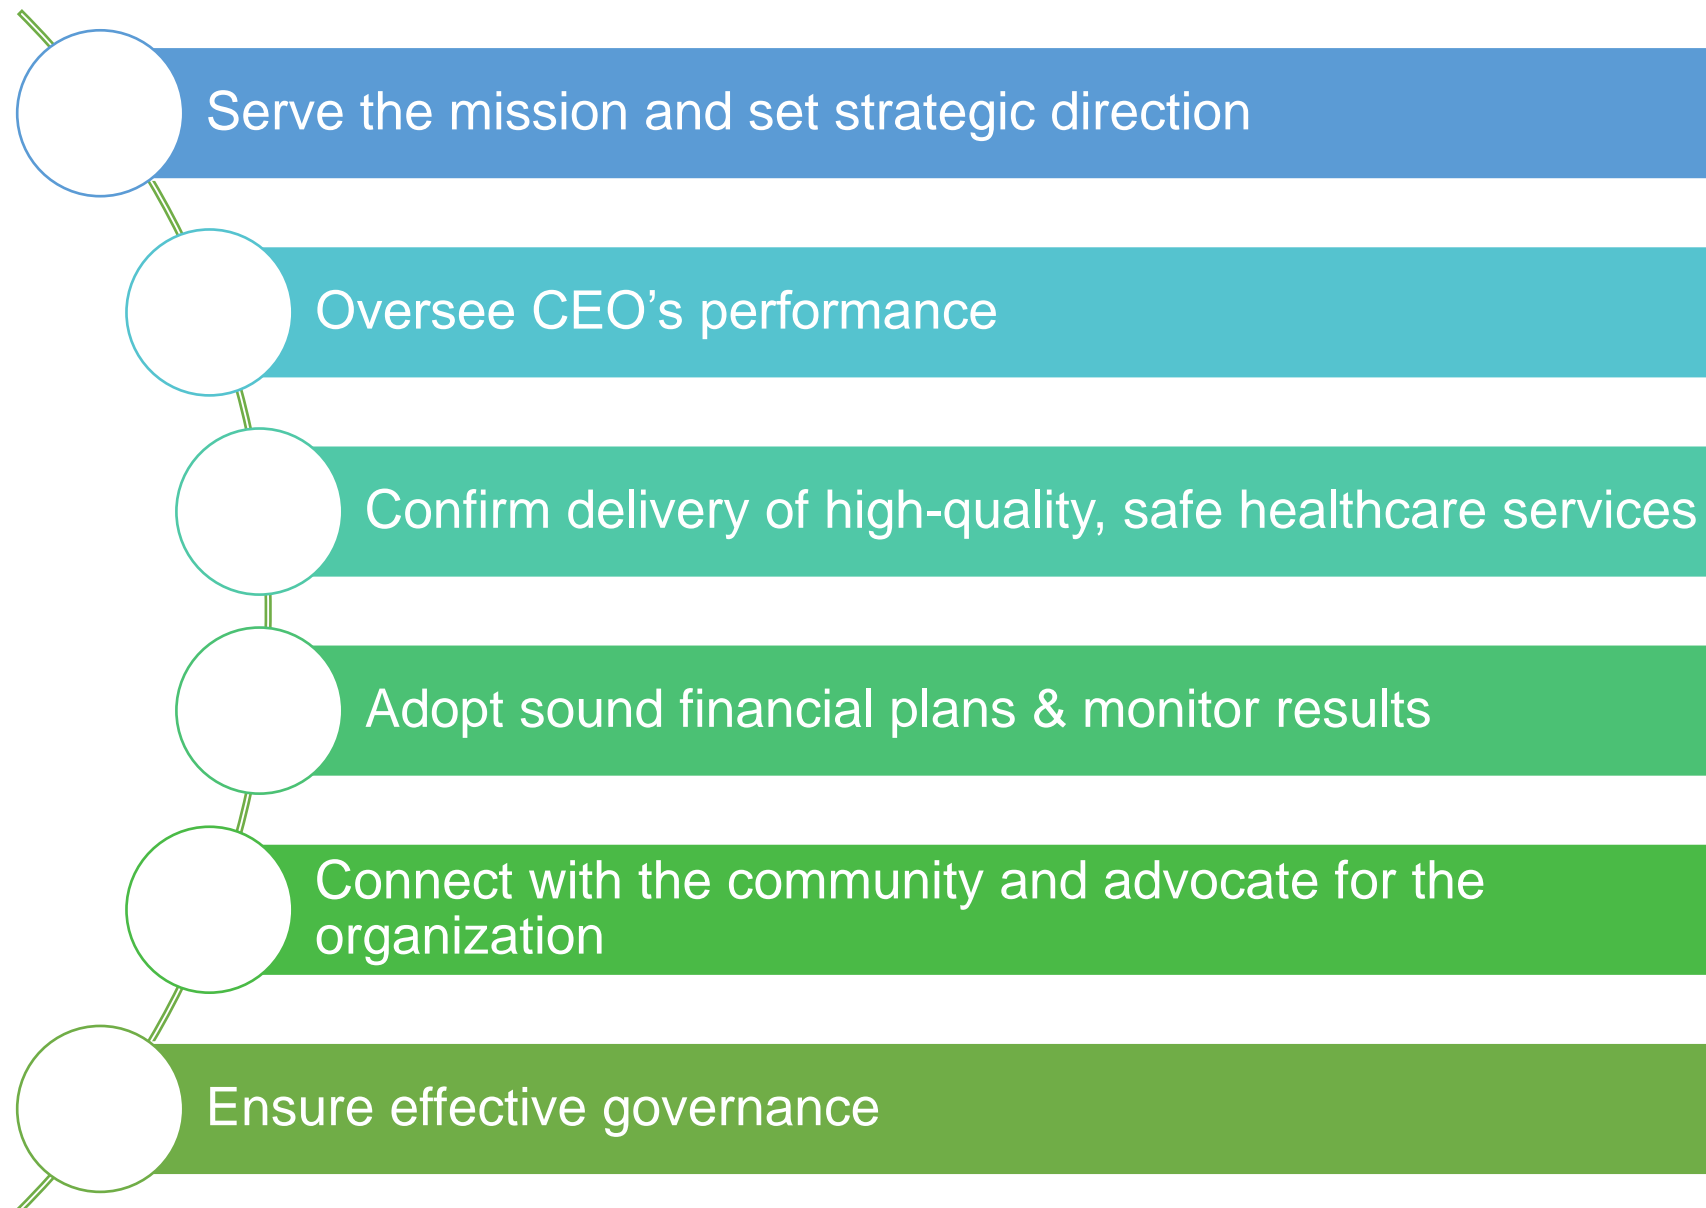 Serve the mission and set strategic direction
Oversee CEO’s performance
Confirm delivery of high-quality, safe healthcare services
Adopt sound financial plans & monitor results
Connect with the community and advocate for the
organization
Ensure effective governance